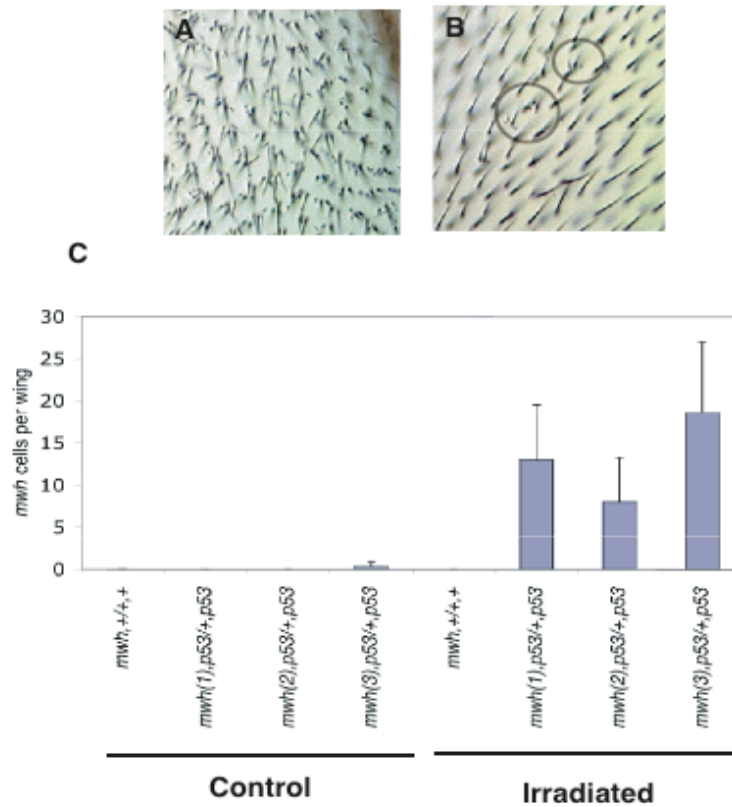 A
B
C
30
25
20
15
10
5
0
mwh cells per wing
mwh,+/+,+
mwh(1),p53/+,p53
mwh(2),p53/+,p53
mwh(3),p53/+,p53
mwh,+/+,+
mwh(1),p53/+,p53
mwh(2),p53/+,p53
mwh(3),p53/+,p53
Control
Irradiated